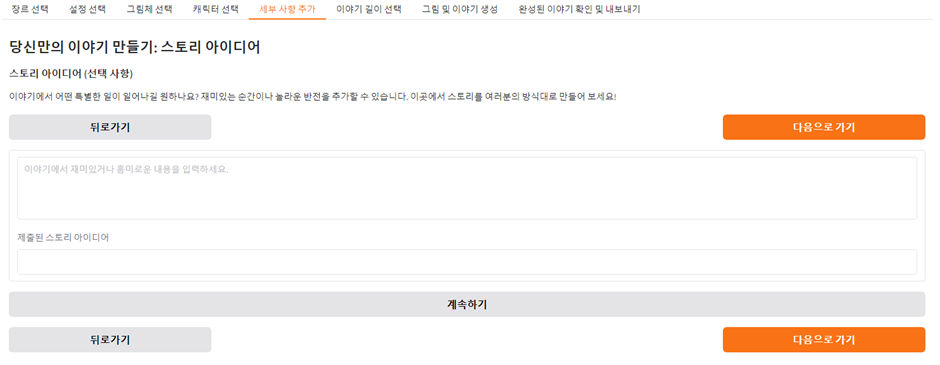 장르 선택 설정 선택 그림체 선택 캐릭터 선택 세부 사항 추가 이야기 길이 선택 그림 및 이야기 생성 완성된 이야기 확인 및 내보내기
당신만의 이야기 만들기: 스토리 아이디어
스토리 아이디어 (선택 사항)
이야기에서 어떤 특별한 일이 일어나길 원하나요? 재미있는 순간이나 놀라운 반전을 추가할 수 있습니다. 이곳에서 스토리를 여러분의 방식대로 만들어 보세요!
뒤로가기 다음으로 가기
이야기에서 재미있거나 흥미로운 내용을 입력하세요.
제출된 스토리 아이디어
계속하기
뒤로가기 다음으로 가기